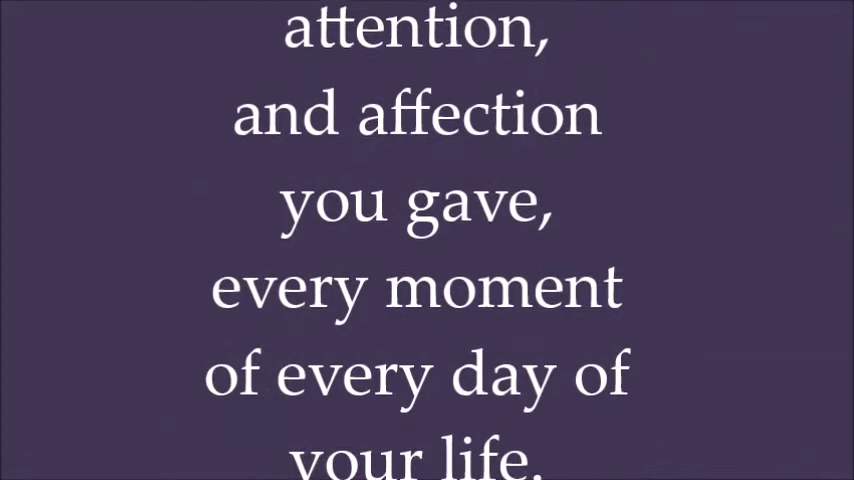 attention,
and affection
you gave,
every moment
of every day of
your life.